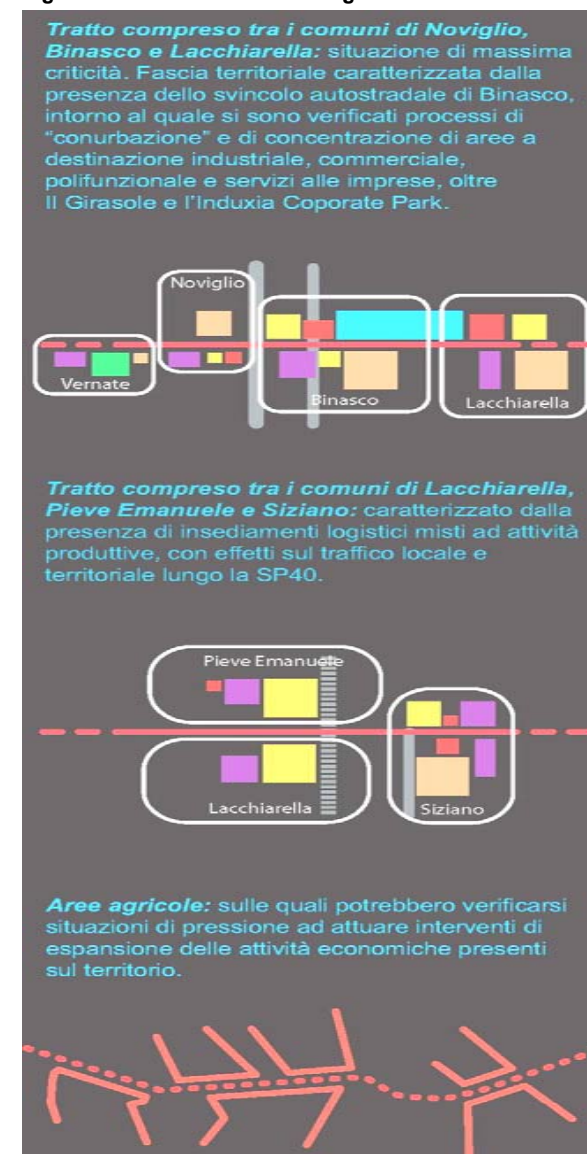 Tratto compreso tra i comuni di Noviglio,
Binasco e Lacchiarella: situazione di massima
criticità. Fascia territoriale caratterizzata dalla
presenza dello svincolo autostradale di Binasco,
intorno al quale si sono verificati processi di
“conurbazione” e di concentrazione di aree a
destinazione industriale, commerciale,
polifunzionale e servizi alle imprese, oltre
Il Girasole e l’Induxia Coporate Park.
Noviglio
Vernate
Binasco
Lacchiarella
Tratto compreso tra i comuni di Lacchiarella,
Pieve Emanuele e Siziano: caratterizzato dalla
presenza di insediamenti logistici misti ad attività
produttive, con effetti sul traffico locale e
territoriale lungo la SP40.
Pieve Emanuele
Lacchiarella
Siziano
Aree agricole: sulle quali potrebbero verificarsi
situazioni di pressione ad attuare interventi di
espansione delle attività economiche presenti
sul territorio.